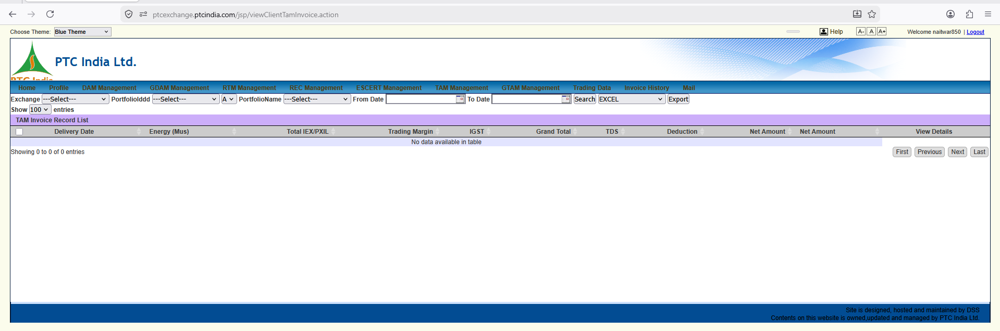 ptcexchange.ptcindia.com/jsp/viewClientTamInvoice.action
Choose Theme: Blue Theme Help A- A A+ Welcome naitwar850 | Logout
PTC India Ltd.
PTC India
Home Profile DAM Management GDAM Management RTM Management REC Management ESCERT Management TAM Management GTAM Management Trading Data Invoice History Mail
Exchange ---Select--- PortfolioIddd ---Select--- A PortfolioName ---Select--- From Date To Date Search EXCEL Export
Show 100 entries
TAM Invoice Record List
Delivery Date Energy (Mus) Total IEX/PXIL Trading Margin IGST Grand Total TDS Deduction Net Amount Net Amount View Details
No data available in table
Showing 0 to 0 of 0 entries First Previous Next Last
Site is designed, hosted and maintained by DSS
Contents on this website is owned,updated and managed by PTC India Ltd.